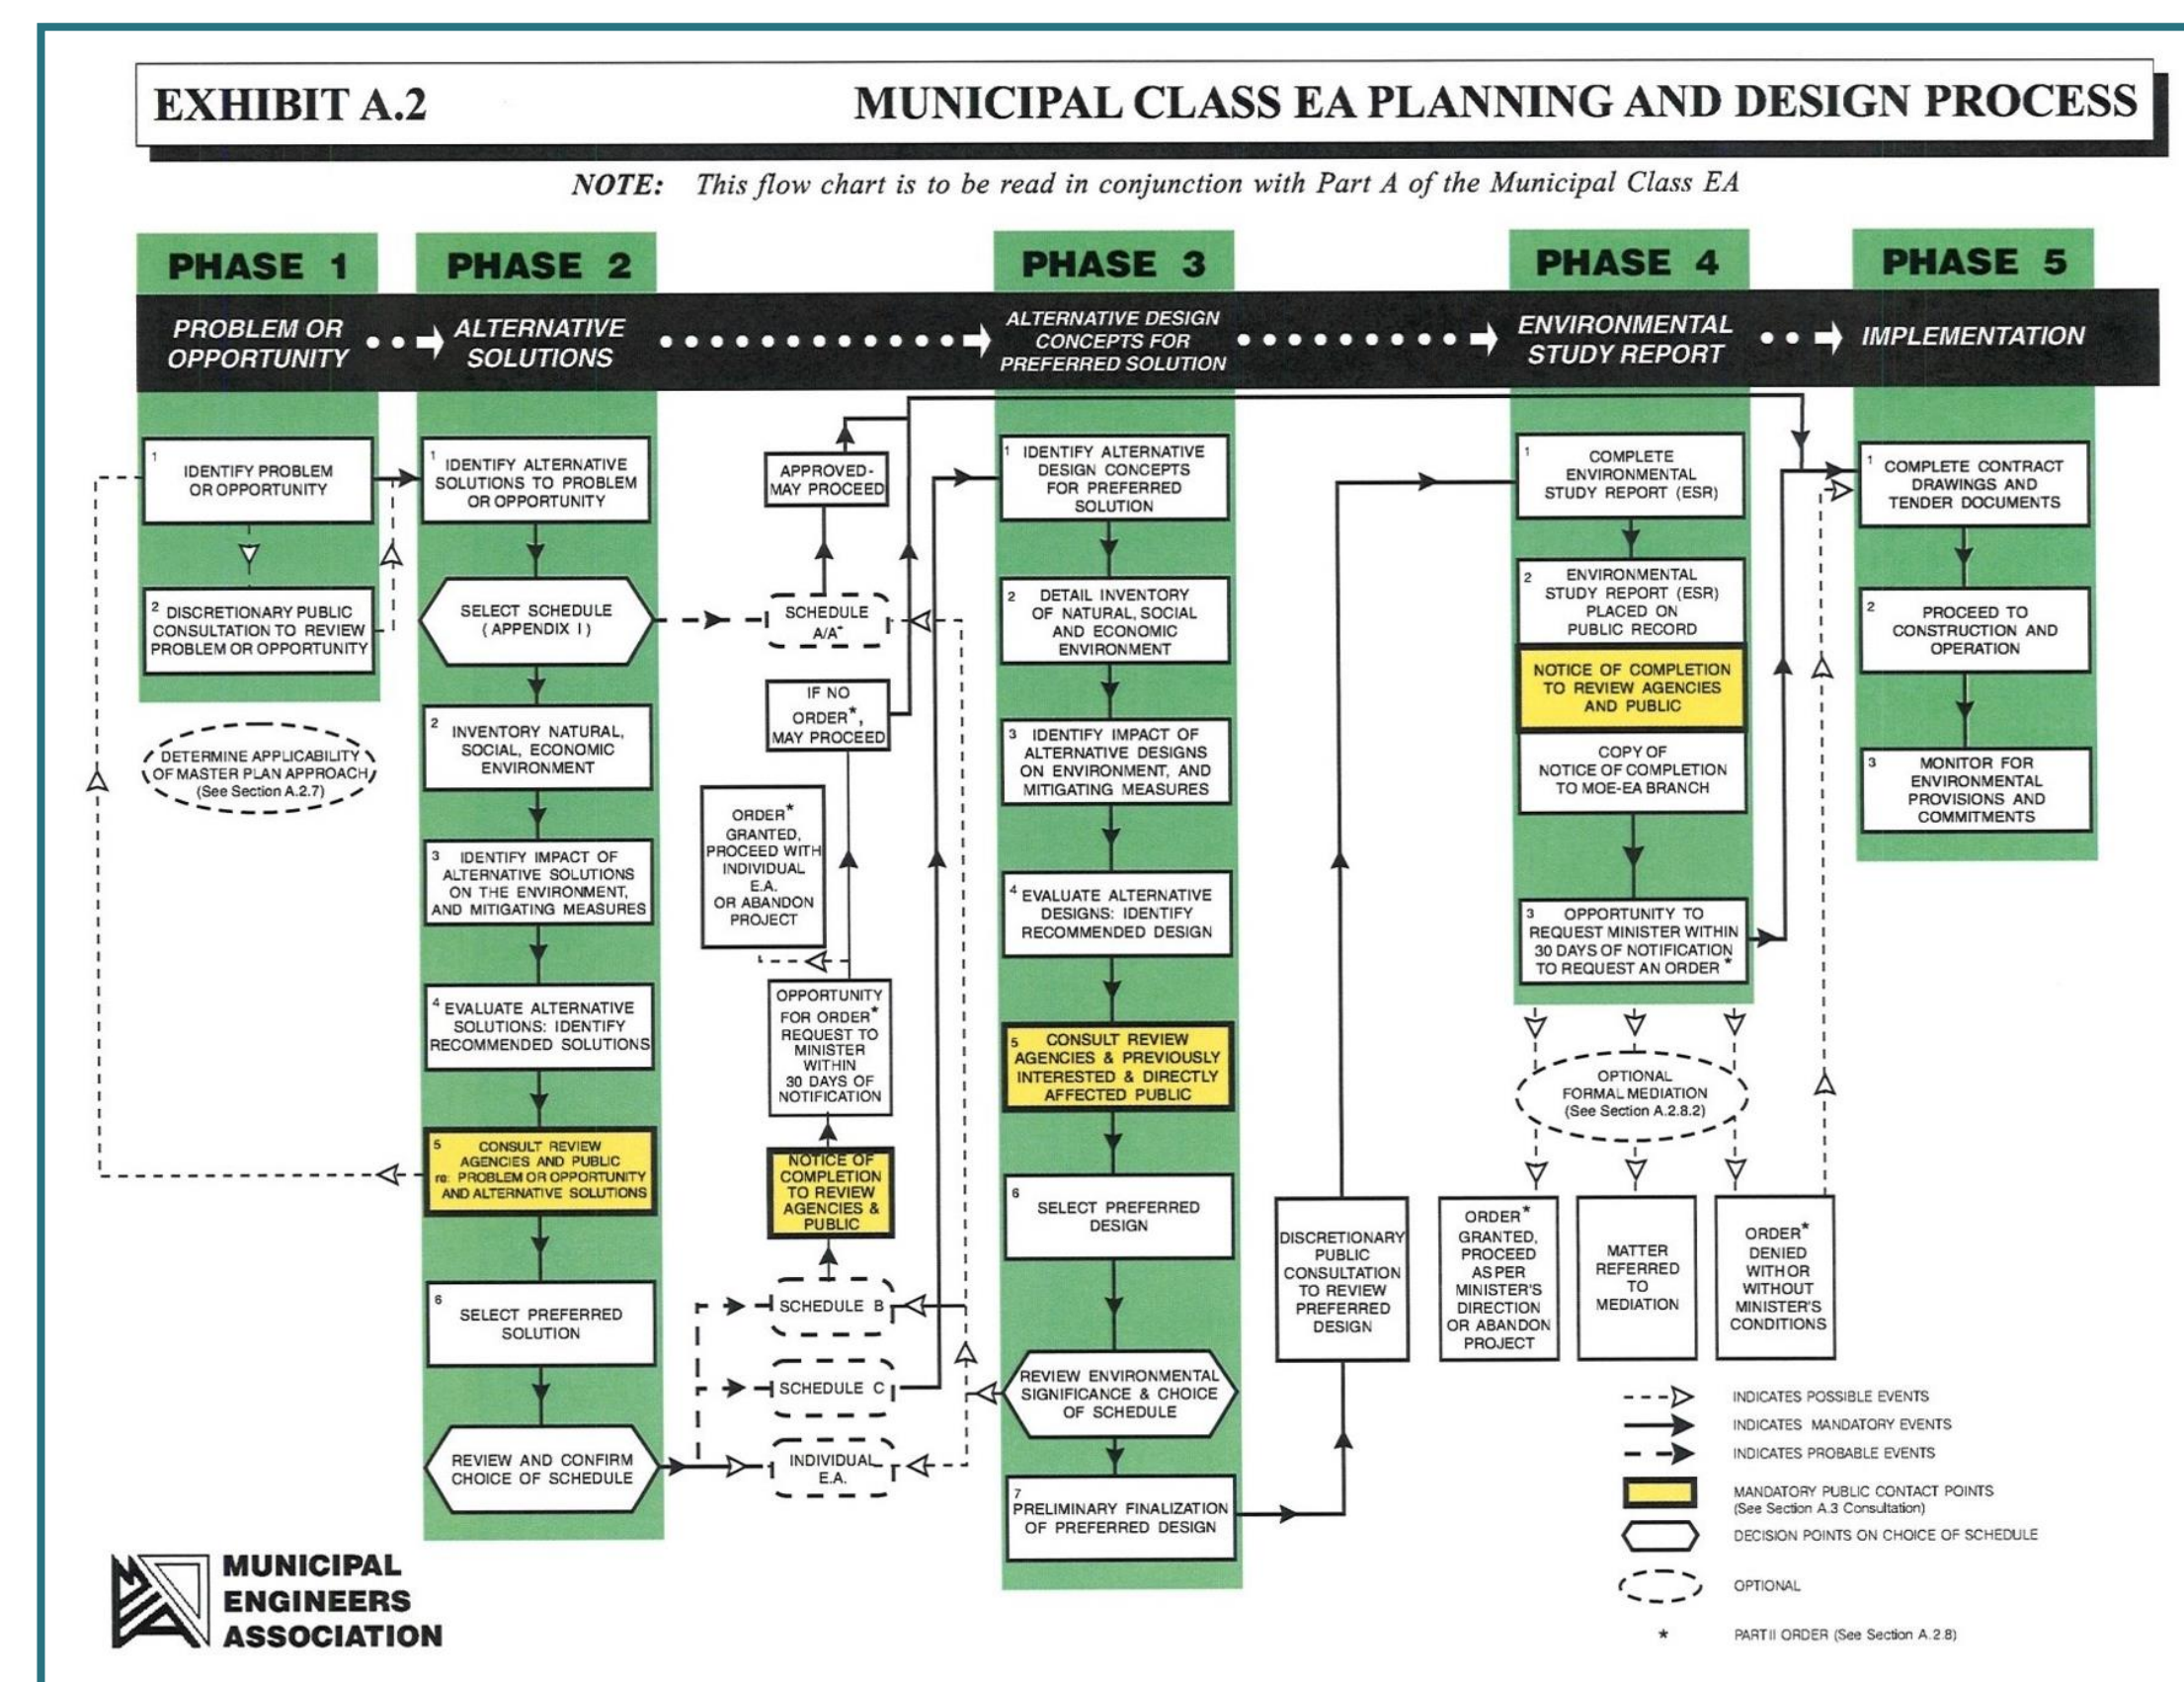 EXHIBIT A.2
MUNICIPAL CLASS EA PLANNING AND DESIGN PROCESS
NOTE: This flow chart is to be read in conjunction with Part A of the Municipal Class EA
PHASE 1
PROBLEM OR
OPPORTUNITY
1
IDENTIFY PROBLEM
OR OPPORTUNITY
2 DISCRETIONARY PUBLIC
CONSULTATION TO REVIEW
PROBLEM OR OPPORTUNITY
DETERMINE APPLICABILITY
OF MASTER PLAN APPROACH
(See Section A.2.7)
PHASE 2
ALTERNATIVE
SOLUTIONS
1 IDENTIFY ALTERNATIVE
SOLUTIONS TO PROBLEM
OR OPPORTUNITY
SELECT SCHEDULE
( APPENDIX I )
2 INVENTORY NATURAL,
SOCIAL, ECONOMIC
ENVIRONMENT
3 IDENTIFY IMPACT OF
ALTERNATIVE SOLUTIONS
ON THE ENVIRONMENT,
AND MITIGATING MEASURES
4 EVALUATE ALTERNATIVE
SOLUTIONS: IDENTIFY
RECOMMENDED SOLUTIONS
5 CONSULT REVIEW
AGENCIES AND PUBLIC
re: PROBLEM OR OPPORTUNITY
AND ALTERNATIVE SOLUTIONS
6
SELECT PREFERRED
SOLUTION
REVIEW AND CONFIRM
CHOICE OF SCHEDULE
APPROVED-
MAY PROCEED
SCHEDULE
A/A+
IF NO
ORDER*,
MAY PROCEED
ORDER*
GRANTED,
PROCEED WITH
INDIVIDUAL
E.A.
OR ABANDON
PROJECT
OPPORTUNITY
FOR ORDER*
REQUEST TO
MINISTER
WITHIN
30 DAYS OF
NOTIFICATION
NOTICE OF
COMPLETION
TO REVIEW
AGENCIES &
PUBLIC
SCHEDULE B
SCHEDULE C
INDIVIDUAL
E.A.
PHASE 3
ALTERNATIVE DESIGN
CONCEPTS FOR
PREFERRED SOLUTION
1 IDENTIFY ALTERNATIVE
DESIGN CONCEPTS
FOR PREFERRED
SOLUTION
2 DETAIL INVENTORY
OF NATURAL, SOCIAL
AND ECONOMIC
ENVIRONMENT
3 IDENTIFY IMPACT OF
ALTERNATIVE DESIGNS
ON ENVIRONMENT, AND
MITIGATING MEASURES
4 EVALUATE ALTERNATIVE
DESIGNS: IDENTIFY
RECOMMENDED DESIGN
5 CONSULT REVIEW
AGENCIES & PREVIOUSLY
INTERESTED & DIRECTLY
AFFECTED PUBLIC
6
SELECT PREFERRED
DESIGN
REVIEW ENVIRONMENTAL
SIGNIFICANCE & CHOICE
OF SCHEDULE
7
PRELIMINARY FINALIZATION
OF PREFERRED DESIGN
DISCRETIONARY
PUBLIC
CONSULTATION
TO REVIEW
PREFERRED
DESIGN
PHASE 4
ENVIRONMENTAL
STUDY REPORT
1 COMPLETE
ENVIRONMENTAL
STUDY REPORT (ESR)
2 ENVIRONMENTAL
STUDY REPORT (ESR)
PLACED ON
PUBLIC RECORD
NOTICE OF COMPLETION
TO REVIEW AGENCIES
AND PUBLIC
COPY OF
NOTICE OF COMPLETION
TO MOE-EA BRANCH
3 OPPORTUNITY TO
REQUEST MINISTER WITHIN
30 DAYS OF NOTIFICATION
TO REQUEST AN ORDER *
OPTIONAL
FORMAL MEDIATION
(See Section A.2.8.2)
ORDER*
GRANTED,
PROCEED
AS PER
MINISTER'S
DIRECTION
OR ABANDON
PROJECT
MATTER
REFERRED
TO
MEDIATION
ORDER*
DENIED
WITH OR
WITHOUT
MINISTER'S
CONDITIONS
PHASE 5
IMPLEMENTATION
1 COMPLETE CONTRACT
DRAWINGS AND
TENDER DOCUMENTS
2 PROCEED TO
CONSTRUCTION AND
OPERATION
3 MONITOR FOR
ENVIRONMENTAL
PROVISIONS AND
COMMITMENTS
INDICATES POSSIBLE EVENTS
INDICATES MANDATORY EVENTS
INDICATES PROBABLE EVENTS
MANDATORY PUBLIC CONTACT POINTS
(See Section A.3 Consultation)
DECISION POINTS ON CHOICE OF SCHEDULE
OPTIONAL
* PART II ORDER (See Section A.2.8)
MUNICIPAL
ENGINEERS
ASSOCIATION